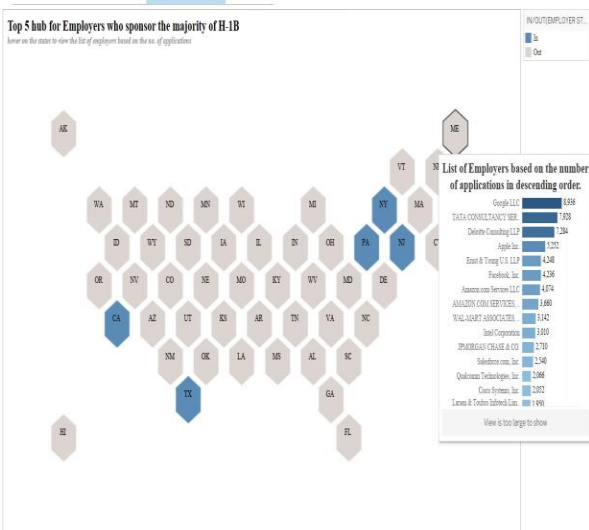 Top 5 hub for Employers who sponsor the majority of H-1B
hover on the states to view the list of employers based on the no. of applications
IN/OUT(EMPLOYER ST...
In
Out
AK
ME
VT
WA
MT
ND
MN
WI
MI
NY
MA
ID
WY
SD
IA
IL
IN
OH
PA
NJ
OR
NV
CO
NE
MO
KY
WV
MD
DE
CA
AZ
UT
KS
AR
TN
VA
NC
NM
OK
LA
MS
AL
SC
TX
GA
HI
FL
List of Employers based on the number
of applications in descending order.
Google LLC 8,936
TATA CONSULTANCY SER.. 7,928
Deloitte Consulting LLP 7,284
Apple Inc. 5,252
Ernst & Young U.S. LLP 4,248
Facebook, Inc. 4,236
Amazon.com Services LLC 4,074
AMAZON.COM SERVICES, .. 3,660
WAL-MART ASSOCIATES, .. 3,142
Intel Corporation 3,010
JPMORGAN CHASE & CO. 2,710
Salesforce.com, Inc. 2,540
Qualcomm Technologies, Inc. 2,066
Cisco Systems, Inc. 2,052
Larsen & Toubro Infotech Lim.. 1,950
View is too large to show